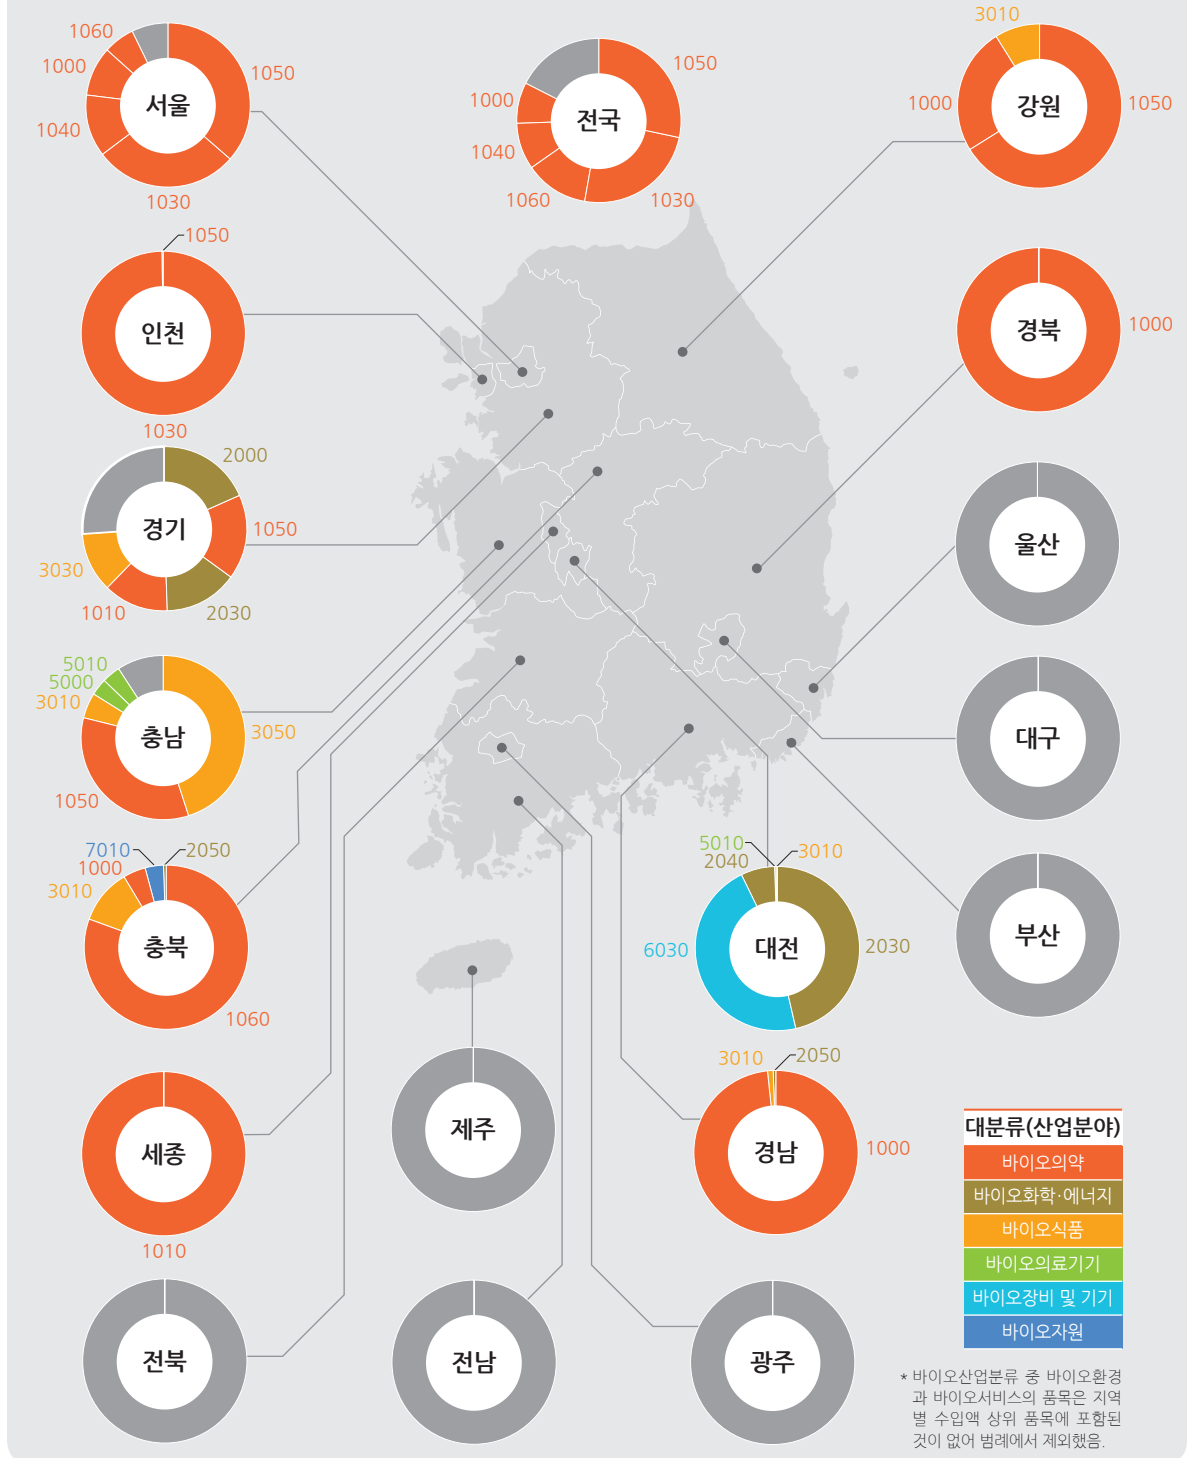 1060
1000
1040
1030
1050
서울
1050
1000
1040
1060
1030
전국
3010
1000
1050
강원
1050
인천
1030
1000
경북
2000
1050
2030
1010
3030
경기
울산
5010
5000
3010
1050
3050
충남
대구
7010
2050
1000
3010
1060
충북
5010
3010
2040
6030
2030
대전
부산
1010
세종
제주
3010
2050
1000
경남
전북
전남
광주
대분류(산업분야)
바이오의약
바이오화학·에너지
바이오식품
바이오의료기기
바이오장비 및 기기
바이오자원
* 바이오산업분류 중 바이오환경
과 바이오서비스의 품목은 지역
별 수입액 상위 품목에 포함된
것이 없어 범례에서 제외했음.